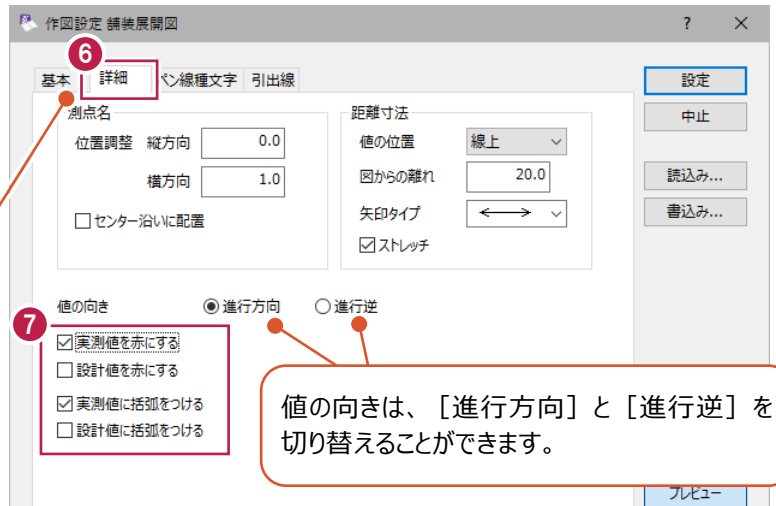 作図設定 舗装展開図
? ×
6
基本 詳細 ペン線種文字 引出線
設定
中止
読込み...
書込み...
測点名
位置調整 縦方向 0.0
横方向 1.0
センター沿いに配置
距離寸法
値の位置 線上
図からの離れ 20.0
矢印タイプ
ストレッチ
値の向き 進行方向 進行逆
7
実測値を赤にする
設計値を赤にする
実測値に括弧をつける
設計値に括弧をつける
値の向きは、［進行方向］と［進行逆］を
切り替えることができます。
プレビュー